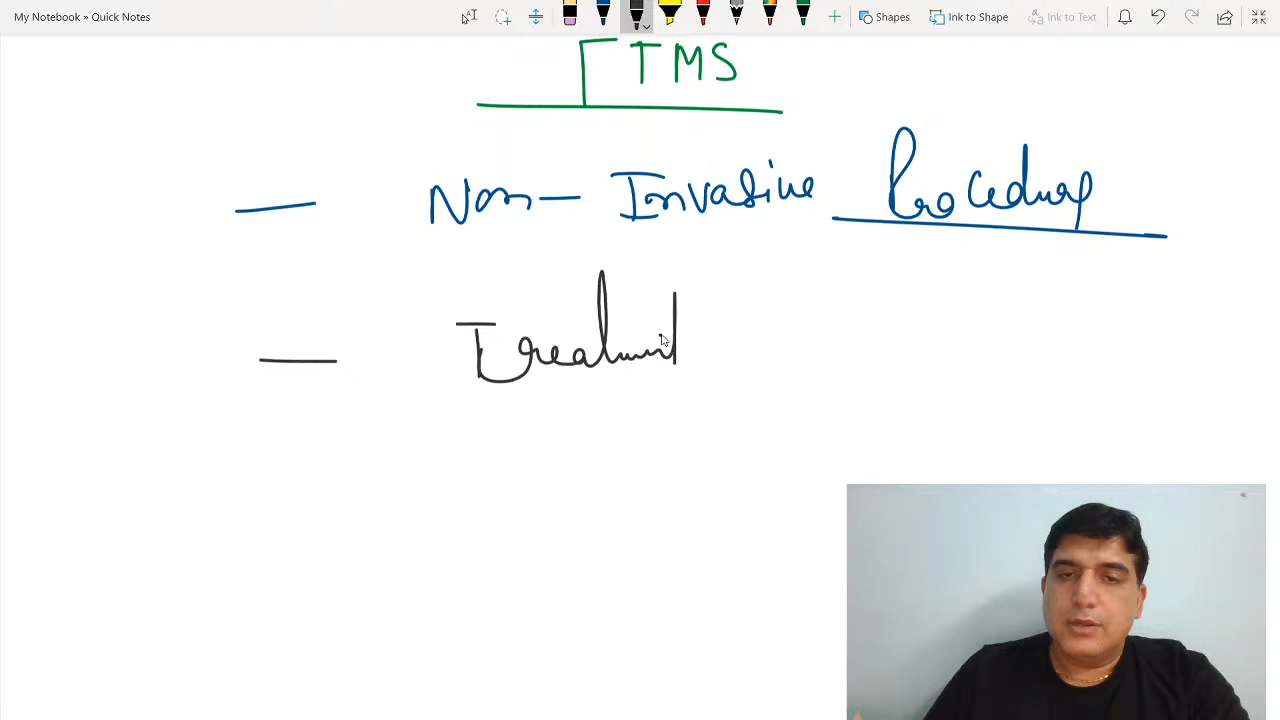 My Notebook » Quick Notes
Shapes
Ink to Shape
Ink to Text
TMS
— Non - Invasive Procedure
— Treatment